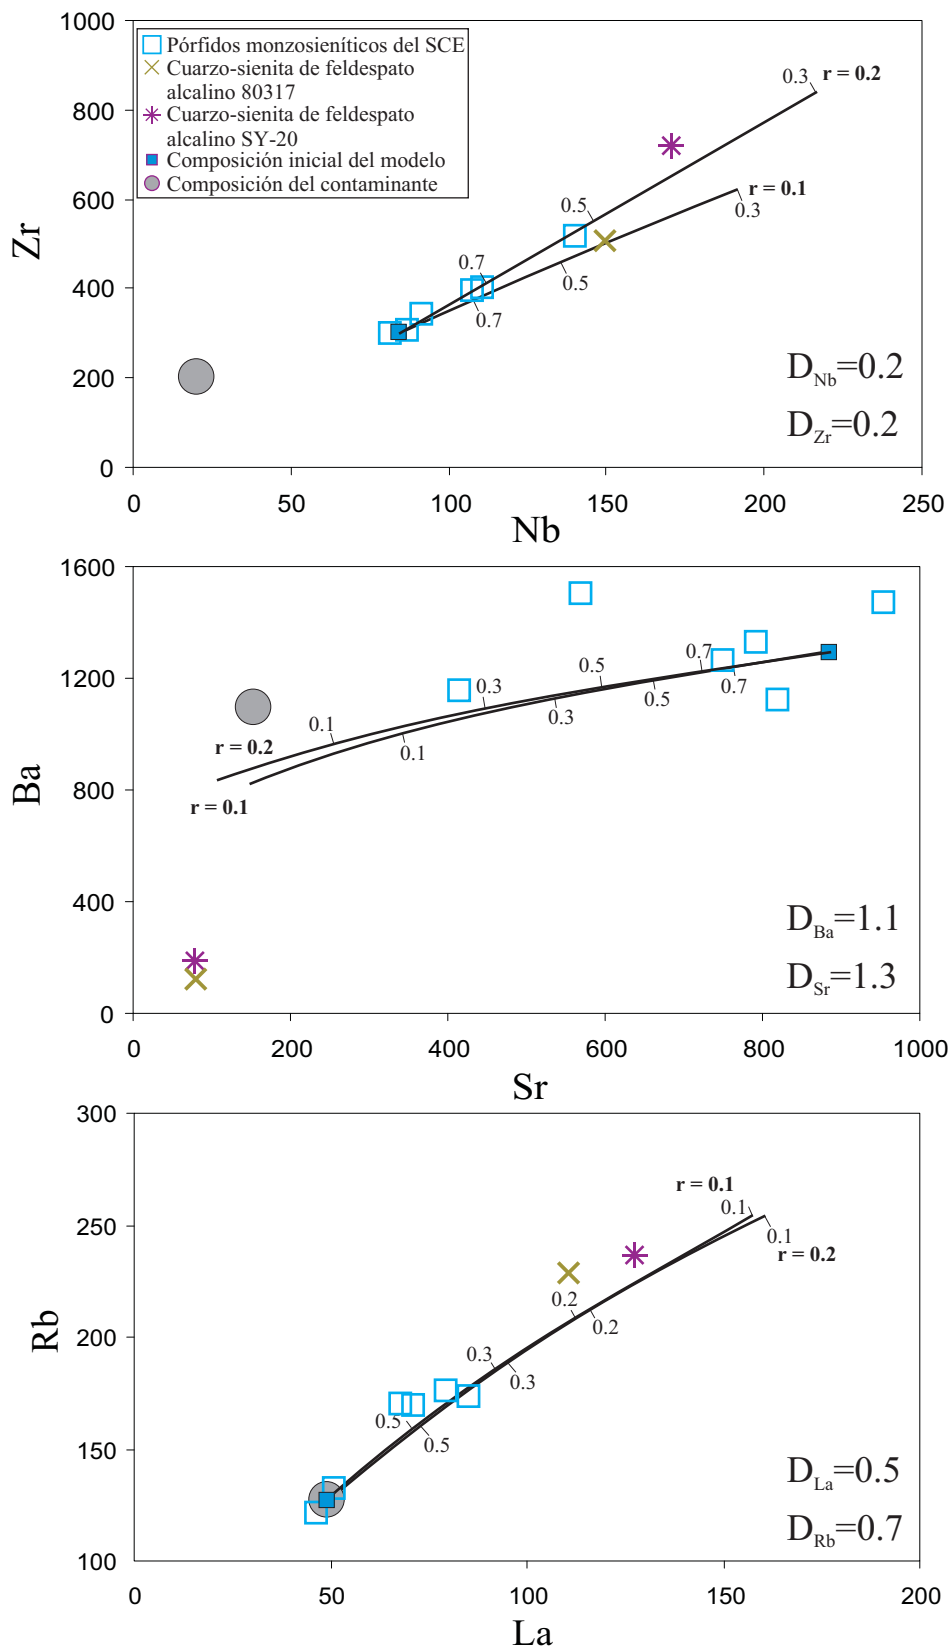 1000
800
600
400
200
0
Zr
Pórfidos monzosieníticos del SCE
Cuarzo-sienita de feldespato
alcalino 80317
Cuarzo-sienita de feldespato
alcalino SY-20
Composición inicial del modelo
Composición del contaminante
0.3 r = 0.2
r = 0.1
0.3
0.5
0.5
0.7
0.7
D_Nb=0.2
D_Zr=0.2
0 50 100 150 200 250
Nb
1600
1200
800
400
0
Ba
0.7
0.5
0.3
0.1
r = 0.2
0.7
0.5
0.3
0.1
r = 0.1
D_Ba=1.1
D_Sr=1.3
0 200 400 600 800 1000
Sr
300
250
200
150
100
Rb
r = 0.1
0.1
0.1
r = 0.2
0.2
0.2
0.3
0.3
0.5
0.5
D_La=0.5
D_Rb=0.7
0 50 100 150 200
La